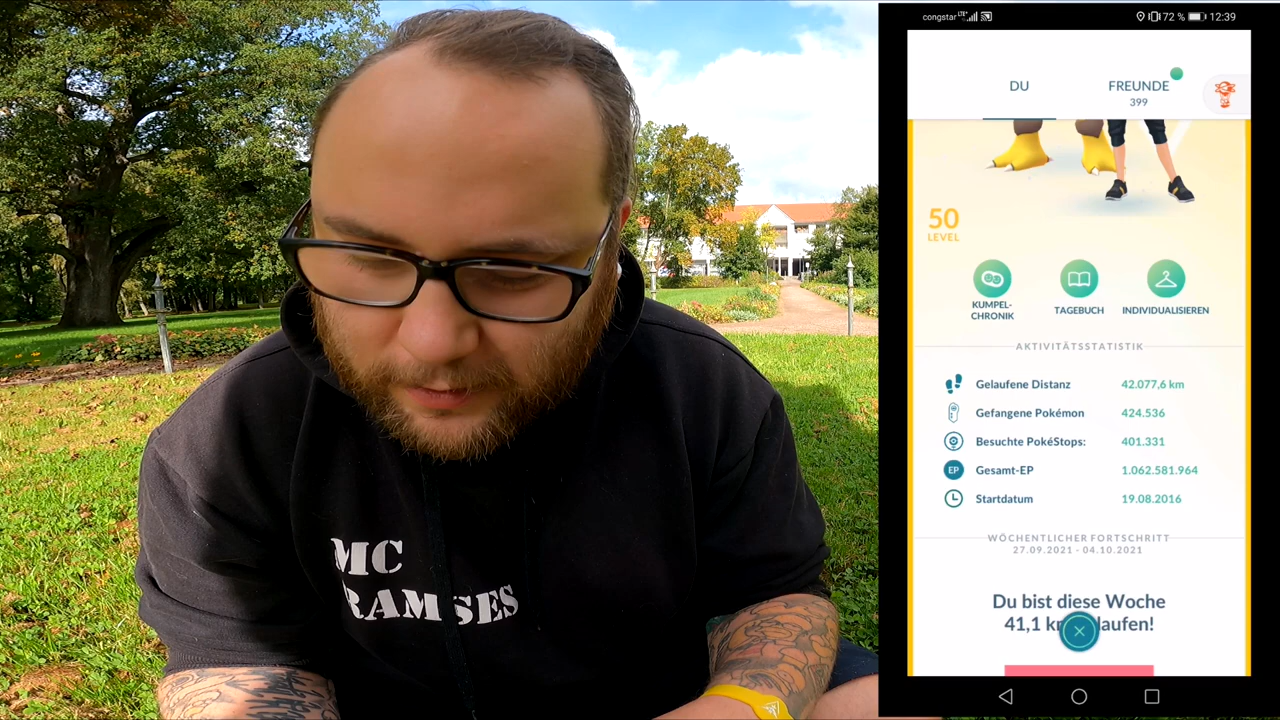 MC
RAMSES
congstar LTE+ 72 % 12:39
DU
FREUNDE
399
50
LEVEL
KUMPEL-
CHRONIK
TAGEBUCH
INDIVIDUALISIEREN
AKTIVITÄTSSTATISTIK
Gelaufene Distanz 42.077,6 km
Gefangene Pokémon 424.536
Besuchte PokéStops: 401.331
EP Gesamt-EP 1.062.581.964
Startdatum 19.08.2016
WÖCHENTLICHER FORTSCHRITT
27.09.2021 - 04.10.2021
Du bist diese Woche
41,1